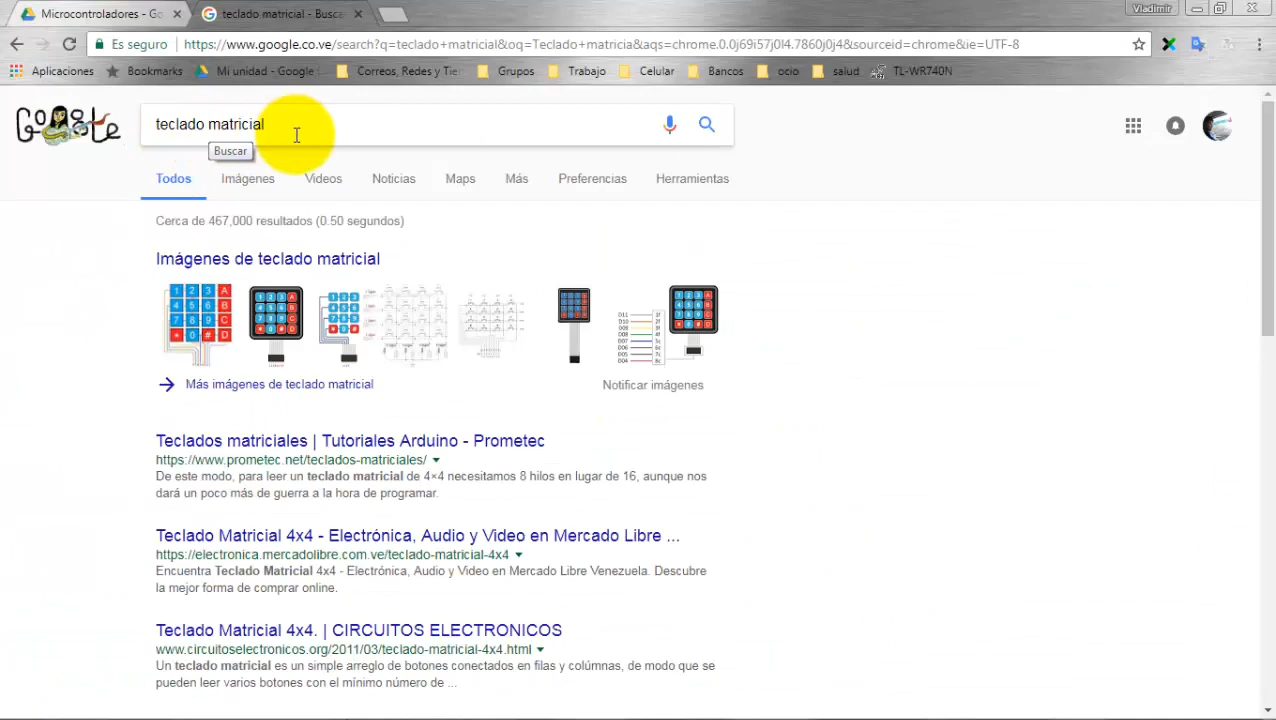 Microcontroladores - Go
teclado matricial - Busca
Vladimir
Es seguro https://www.google.co.ve/search?q=teclado+matricial&oq=Teclado+matricia&aqs=chrome.0.0j69i57j0l4.7860j0j4&sourceid=chrome&ie=UTF-8
Aplicaciones Bookmarks Mi unidad - Google Correos, Redes y Tie Grupos Trabajo Celular Bancos ocio salud TL-WR740N
teclado matricial
Buscar
Todos Imágenes Videos Noticias Maps Más Preferencias Herramientas
Cerca de 467,000 resultados (0.50 segundos)
Imágenes de teclado matricial
Más imágenes de teclado matricial Notificar imágenes
Teclados matriciales | Tutoriales Arduino - Prometec
https://www.prometec.net/teclados-matriciales/
De este modo, para leer un teclado matricial de 4×4 necesitamos 8 hilos en lugar de 16, aunque nos
dará un poco más de guerra a la hora de programar.
Teclado Matricial 4x4 - Electrónica, Audio y Video en Mercado Libre ...
https://electronica.mercadolibre.com.ve/teclado-matricial-4x4
Encuentra Teclado Matricial 4x4 - Electrónica, Audio y Video en Mercado Libre Venezuela. Descubre
la mejor forma de comprar online.
Teclado Matricial 4x4. | CIRCUITOS ELECTRONICOS
www.circuitoselectronicos.org/2011/03/teclado-matricial-4x4.html
Un teclado matricial es un simple arreglo de botones conectados en filas y colúmnas, de modo que se
pueden leer varios botones con el mínimo número de ...